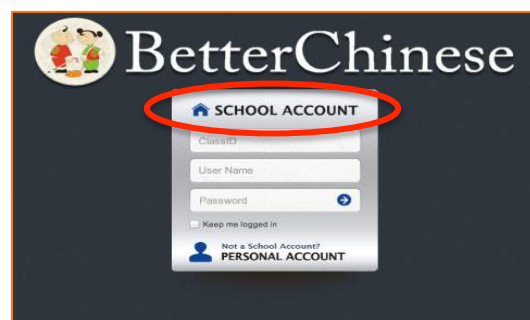 BetterChinese
SCHOOL ACCOUNT
ClassID
User Name
Password
Keep me logged in
Not a School Account?
PERSONAL ACCOUNT